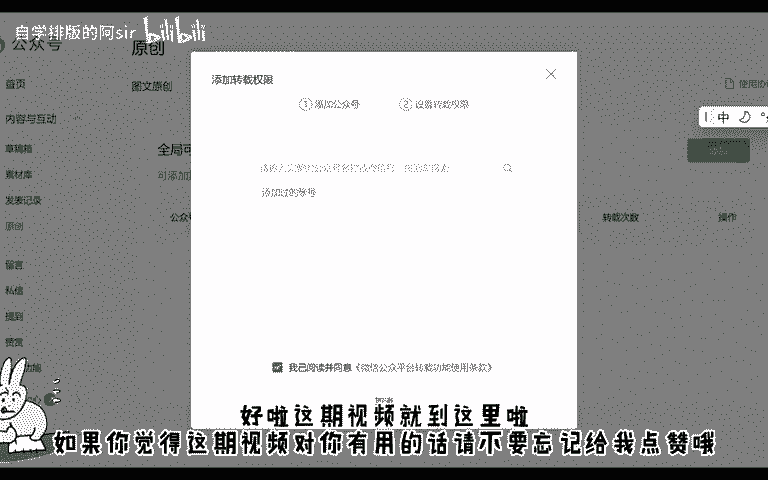 自学排版的阿sir bilibili
公众号
原创
首页
图文原创
添加转载权限
1 添加公众号
2 设置转载权限
使用协
中
内容与互动
草稿箱
全局可
素材库
可添加
添加过的账号
发表记录
公众
转载次数
操作
原创
留言
私信
提到
赞赏
功能
我已阅读并同意《微信公众平台转载功能使用条款》
好啦这期视频就到这里啦
如果你觉得这期视频对你有用的话请不要忘记给我点赞哦